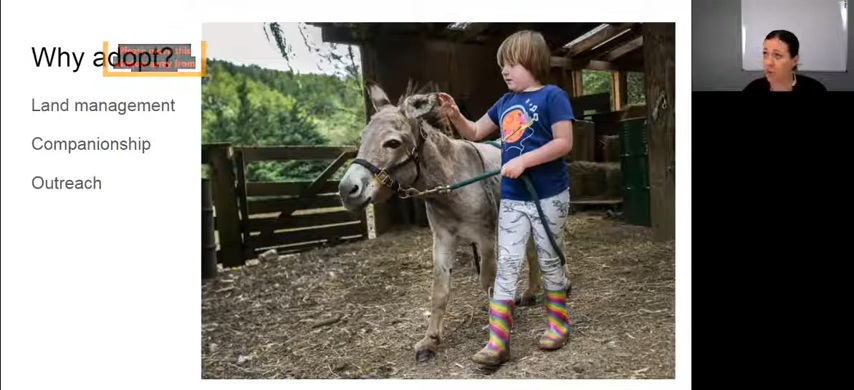 Why adopt?
Land management
Companionship
Outreach